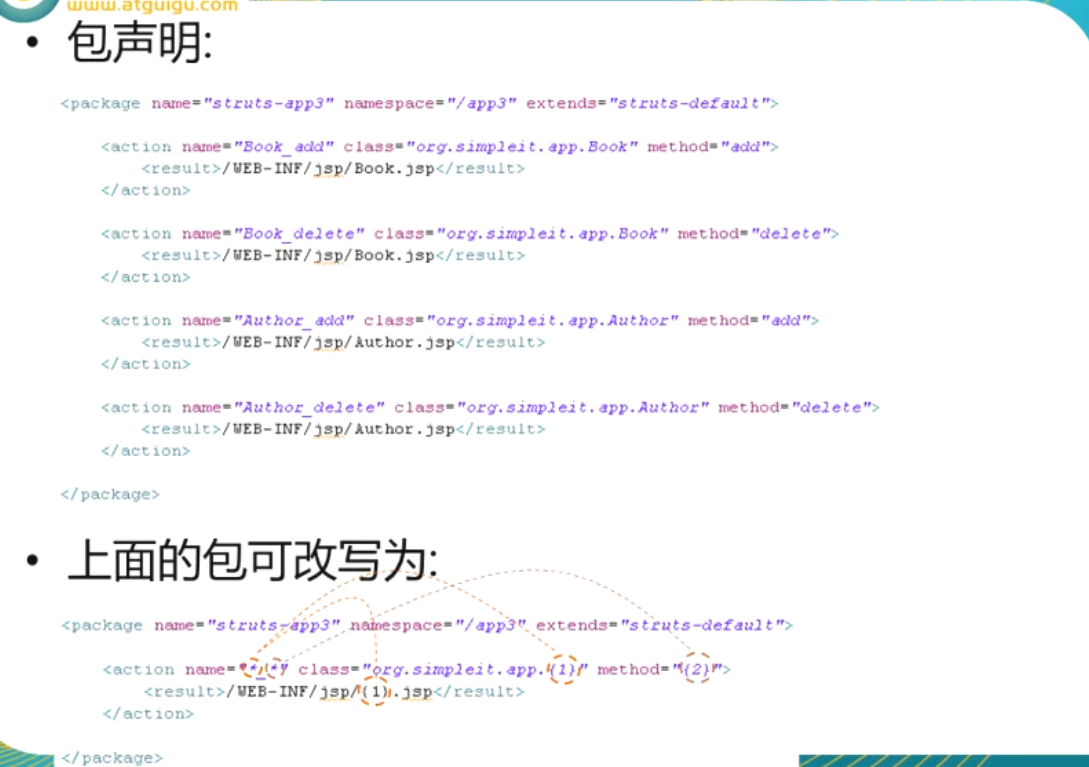 www.atguigu.com
• 包声明:
<package name="struts-app3" namespace="/app3" extends="struts-default">
<action name="Book_add" class="org.simpleit.app.Book" method="add">
<result>/WEB-INF/jsp/Book.jsp</result>
</action>
<action name="Book_delete" class="org.simpleit.app.Book" method="delete">
<result>/WEB-INF/jsp/Book.jsp</result>
</action>
<action name="Author_add" class="org.simpleit.app.Author" method="add">
<result>/WEB-INF/jsp/Author.jsp</result>
</action>
<action name="Author_delete" class="org.simpleit.app.Author" method="delete">
<result>/WEB-INF/jsp/Author.jsp</result>
</action>
</package>
• 上面的包可改写为:
<package name="struts-app3" namespace="/app3" extends="struts-default">
<action name="*_*" class="org.simpleit.app.{1}" method="{2}">
<result>/WEB-INF/jsp/{1}.jsp</result>
</action>
</package>